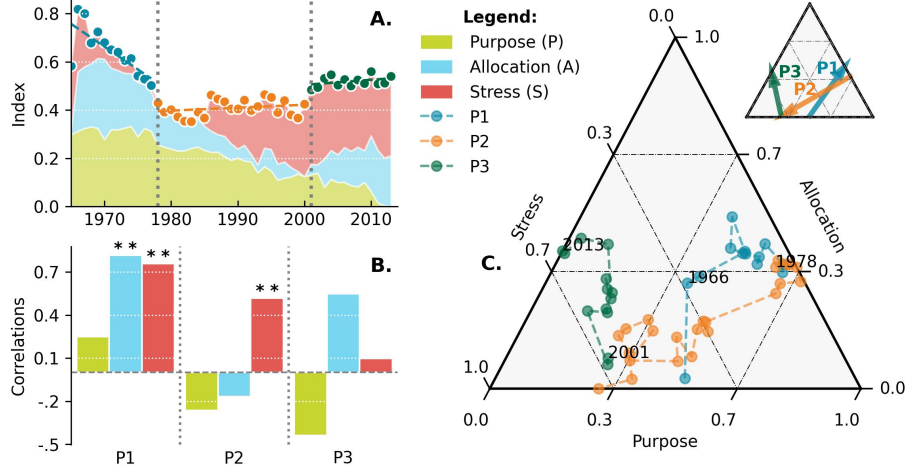 A.
Index
0.8
0.6
0.4
0.2
0.0
1970
1980
1990
2000
2010
Legend:
Purpose (P)
Allocation (A)
Stress (S)
P1
P2
P3
B.
Correlations
0.7
0.4
0.1
-.2
-.5
* *
* *
* *
P1
P2
P3
C.
0.0
1.0
0.3
0.7
0.7
0.3
1.0
0.0
Stress
Allocation
2013
1978
1966
2001
0.0
0.3
0.7
1.0
Purpose
P3
P1
P2